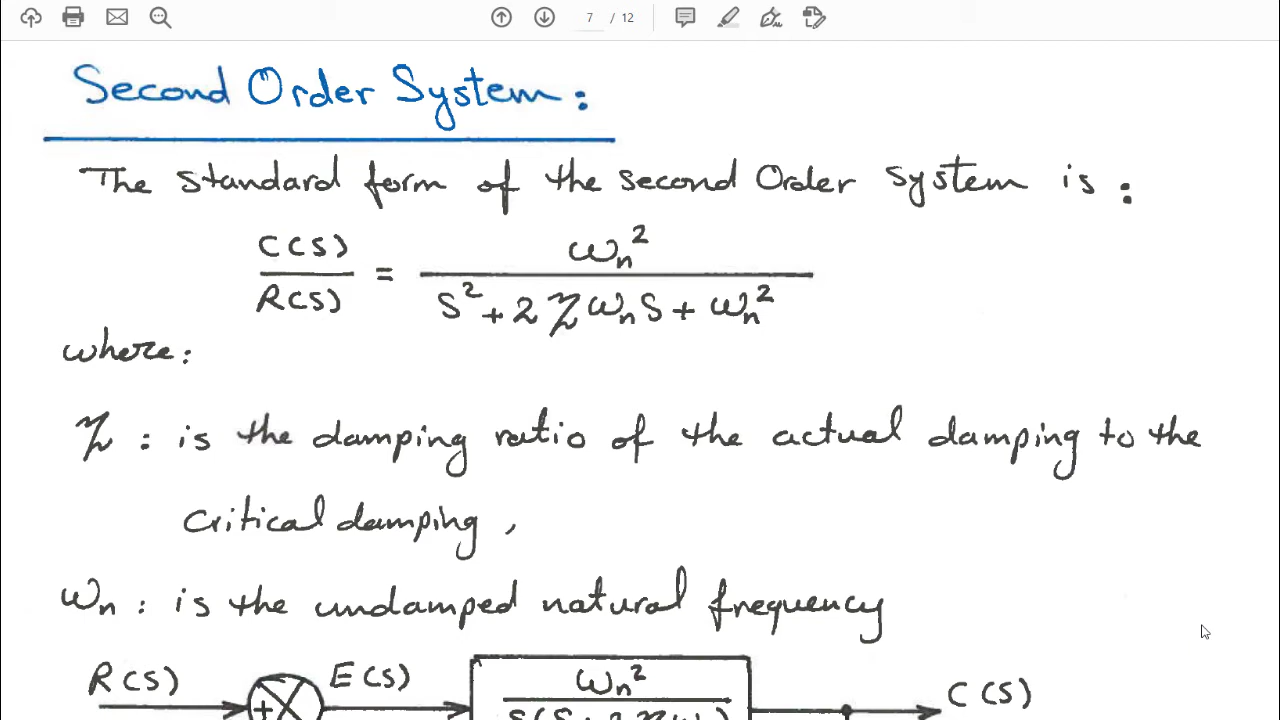 7 / 12
Second Order System:
The standard form of the second Order system is:
C(S)/R(S) = ωn²/(S² + 2ζωnS + ωn²)
where:
ζ : is the damping ratio of the actual damping to the
critical damping,
ωn : is the undamped natural frequency
R(S) + E(S) ωn² C(S)